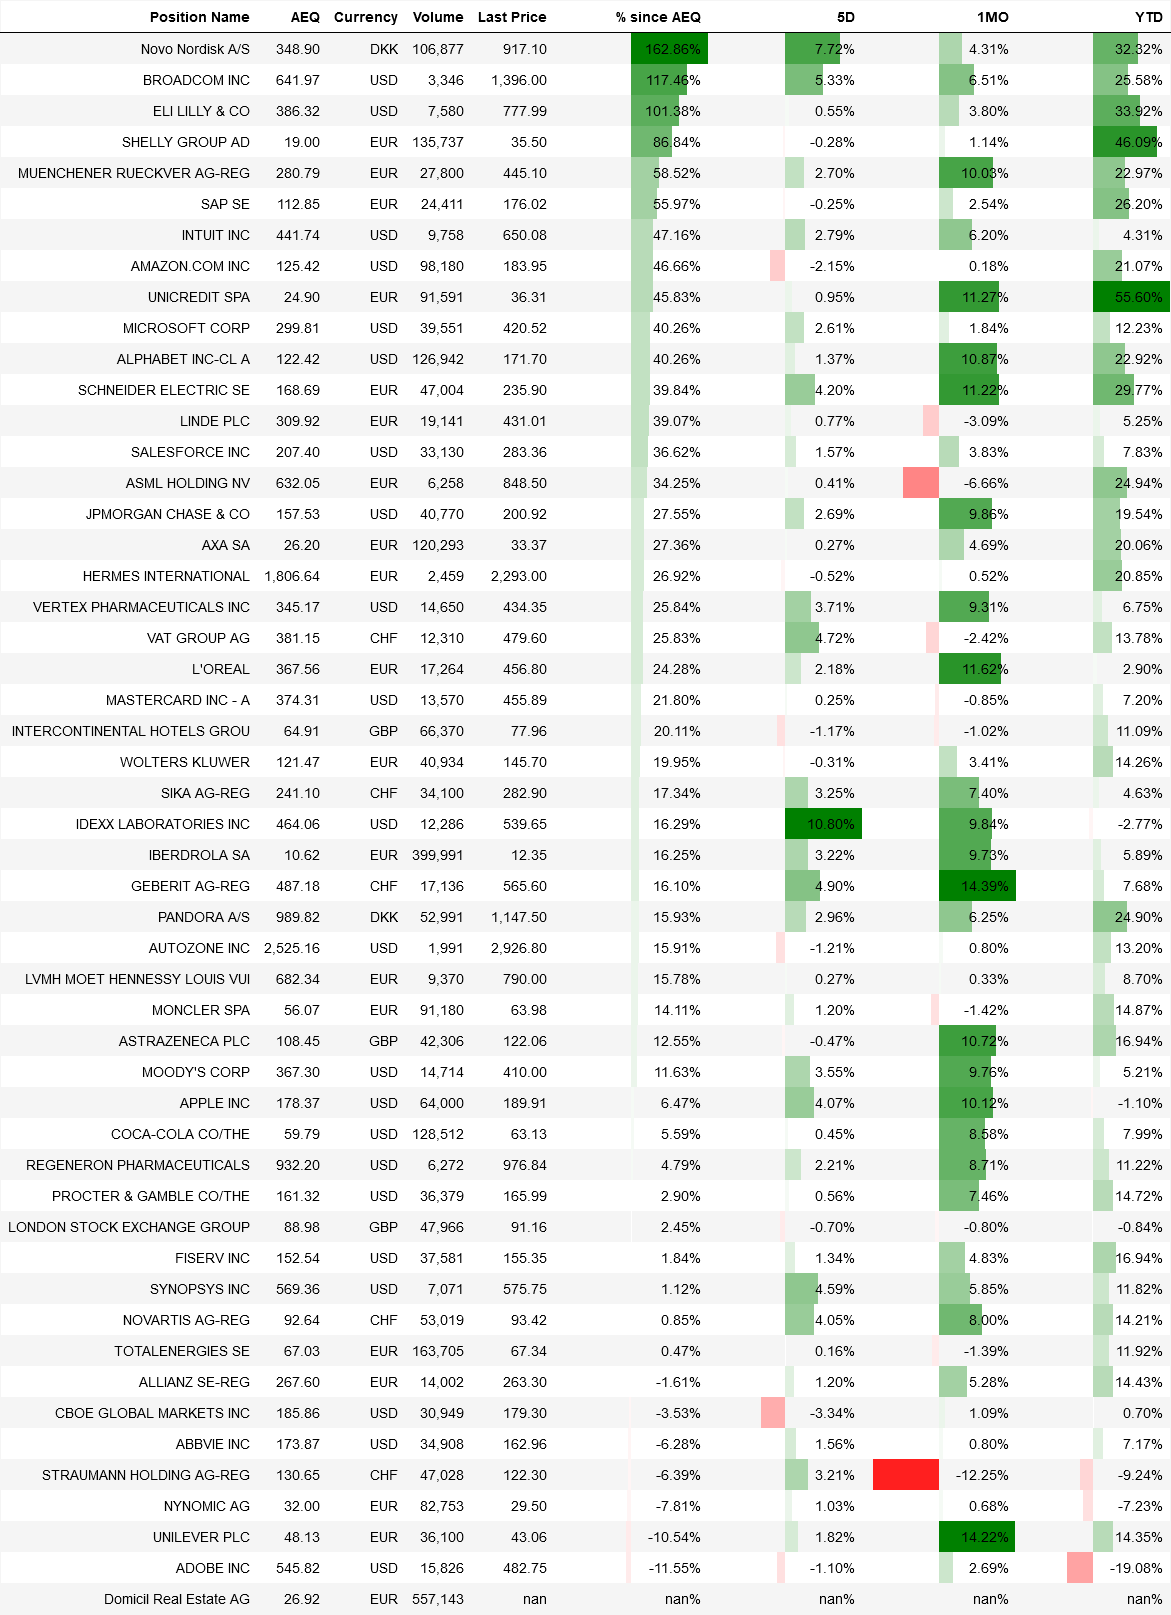 Position Name AEQ Currency Volume Last Price % since AEQ 5D 1MO YTD
Novo Nordisk A/S 348.90 DKK 106,877 917.10 162.86% 7.72% 4.31% 32.32%
BROADCOM INC 641.97 USD 3,346 1,396.00 117.46% 5.33% 6.51% 25.58%
ELI LILLY & CO 386.32 USD 7,580 777.99 101.38% 0.55% 3.80% 33.92%
SHELLY GROUP AD 19.00 EUR 135,737 35.50 86.84% -0.28% 1.14% 46.09%
MUENCHENER RUECKVER AG-REG 280.79 EUR 27,800 445.10 58.52% 2.70% 10.03% 22.97%
SAP SE 112.85 EUR 24,411 176.02 55.97% -0.25% 2.54% 26.20%
INTUIT INC 441.74 USD 9,758 650.08 47.16% 2.79% 6.20% 4.31%
AMAZON.COM INC 125.42 USD 98,180 183.95 46.66% -2.15% 0.18% 21.07%
UNICREDIT SPA 24.90 EUR 91,591 36.31 45.83% 0.95% 11.27% 55.60%
MICROSOFT CORP 299.81 USD 39,551 420.52 40.26% 2.61% 1.84% 12.23%
ALPHABET INC-CL A 122.42 USD 126,942 171.70 40.26% 1.37% 10.87% 22.92%
SCHNEIDER ELECTRIC SE 168.69 EUR 47,004 235.90 39.84% 4.20% 11.22% 29.77%
LINDE PLC 309.92 EUR 19,141 431.01 39.07% 0.77% -3.09% 5.25%
SALESFORCE INC 207.40 USD 33,130 283.36 36.62% 1.57% 3.83% 7.83%
ASML HOLDING NV 632.05 EUR 6,258 848.50 34.25% 0.41% -6.66% 24.94%
JPMORGAN CHASE & CO 157.53 USD 40,770 200.92 27.55% 2.69% 9.86% 19.54%
AXA SA 26.20 EUR 120,293 33.37 27.36% 0.27% 4.69% 20.06%
HERMES INTERNATIONAL 1,806.64 EUR 2,459 2,293.00 26.92% -0.52% 0.52% 20.85%
VERTEX PHARMACEUTICALS INC 345.17 USD 14,650 434.35 25.84% 3.71% 9.31% 6.75%
VAT GROUP AG 381.15 CHF 12,310 479.60 25.83% 4.72% -2.42% 13.78%
L'OREAL 367.56 EUR 17,264 456.80 24.28% 2.18% 11.62% 2.90%
MASTERCARD INC - A 374.31 USD 13,570 455.89 21.80% 0.25% -0.85% 7.20%
INTERCONTINENTAL HOTELS GROU 64.91 GBP 66,370 77.96 20.11% -1.17% -1.02% 11.09%
WOLTERS KLUWER 121.47 EUR 40,934 145.70 19.95% -0.31% 3.41% 14.26%
SIKA AG-REG 241.10 CHF 34,100 282.90 17.34% 3.25% 7.40% 4.63%
IDEXX LABORATORIES INC 464.06 USD 12,286 539.65 16.29% 10.80% 9.84% -2.77%
IBERDROLA SA 10.62 EUR 399,991 12.35 16.25% 3.22% 9.73% 5.89%
GEBERIT AG-REG 487.18 CHF 17,136 565.60 16.10% 4.90% 14.39% 7.68%
PANDORA A/S 989.82 DKK 52,991 1,147.50 15.93% 2.96% 6.25% 24.90%
AUTOZONE INC 2,525.16 USD 1,991 2,926.80 15.91% -1.21% 0.80% 13.20%
LVMH MOET HENNESSY LOUIS VUI 682.34 EUR 9,370 790.00 15.78% 0.27% 0.33% 8.70%
MONCLER SPA 56.07 EUR 91,180 63.98 14.11% 1.20% -1.42% 14.87%
ASTRAZENECA PLC 108.45 GBP 42,306 122.06 12.55% -0.47% 10.72% 16.94%
MOODY'S CORP 367.30 USD 14,714 410.00 11.63% 3.55% 9.76% 5.21%
APPLE INC 178.37 USD 64,000 189.91 6.47% 4.07% 10.12% -1.10%
COCA-COLA CO/THE 59.79 USD 128,512 63.13 5.59% 0.45% 8.58% 7.99%
REGENERON PHARMACEUTICALS 932.20 USD 6,272 976.84 4.79% 2.21% 8.71% 11.22%
PROCTER & GAMBLE CO/THE 161.32 USD 36,379 165.99 2.90% 0.56% 7.46% 14.72%
LONDON STOCK EXCHANGE GROUP 88.98 GBP 47,966 91.16 2.45% -0.70% -0.80% -0.84%
FISERV INC 152.54 USD 37,581 155.35 1.84% 1.34% 4.83% 16.94%
SYNOPSYS INC 569.36 USD 7,071 575.75 1.12% 4.59% 5.85% 11.82%
NOVARTIS AG-REG 92.64 CHF 53,019 93.42 0.85% 4.05% 8.00% 14.21%
TOTALENERGIES SE 67.03 EUR 163,705 67.34 0.47% 0.16% -1.39% 11.92%
ALLIANZ SE-REG 267.60 EUR 14,002 263.30 -1.61% 1.20% 5.28% 14.43%
CBOE GLOBAL MARKETS INC 185.86 USD 30,949 179.30 -3.53% -3.34% 1.09% 0.70%
ABBVIE INC 173.87 USD 34,908 162.96 -6.28% 1.56% 0.80% 7.17%
STRAUMANN HOLDING AG-REG 130.65 CHF 47,028 122.30 -6.39% 3.21% -12.25% -9.24%
NYNOMIC AG 32.00 EUR 82,753 29.50 -7.81% 1.03% 0.68% -7.23%
UNILEVER PLC 48.13 EUR 36,100 43.06 -10.54% 1.82% 14.22% 14.35%
ADOBE INC 545.82 USD 15,826 482.75 -11.55% -1.10% 2.69% -19.08%
Domicil Real Estate AG 26.92 EUR 557,143 nan nan% nan% nan% nan%